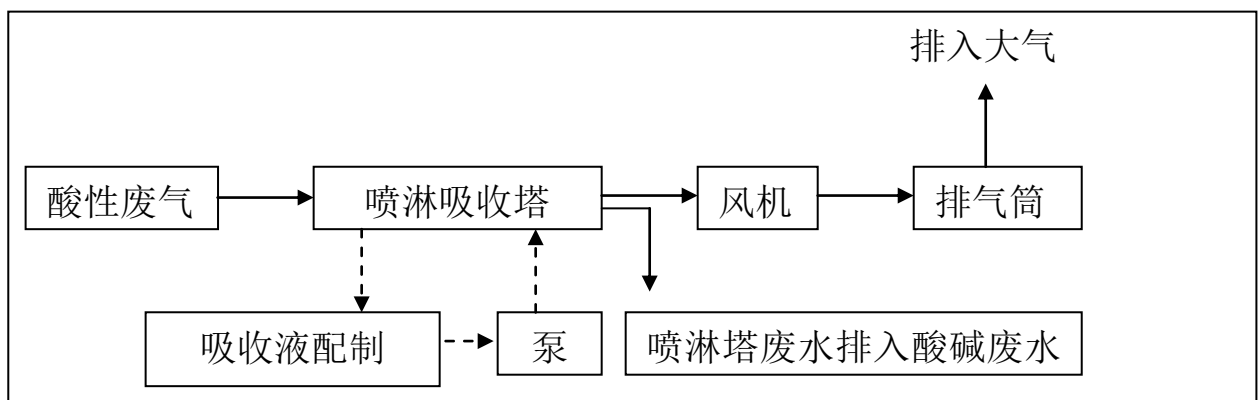 排入大气
酸性废气
喷淋吸收塔
风机
排气筒
吸收液配制
泵
喷淋塔废水排入酸碱废水